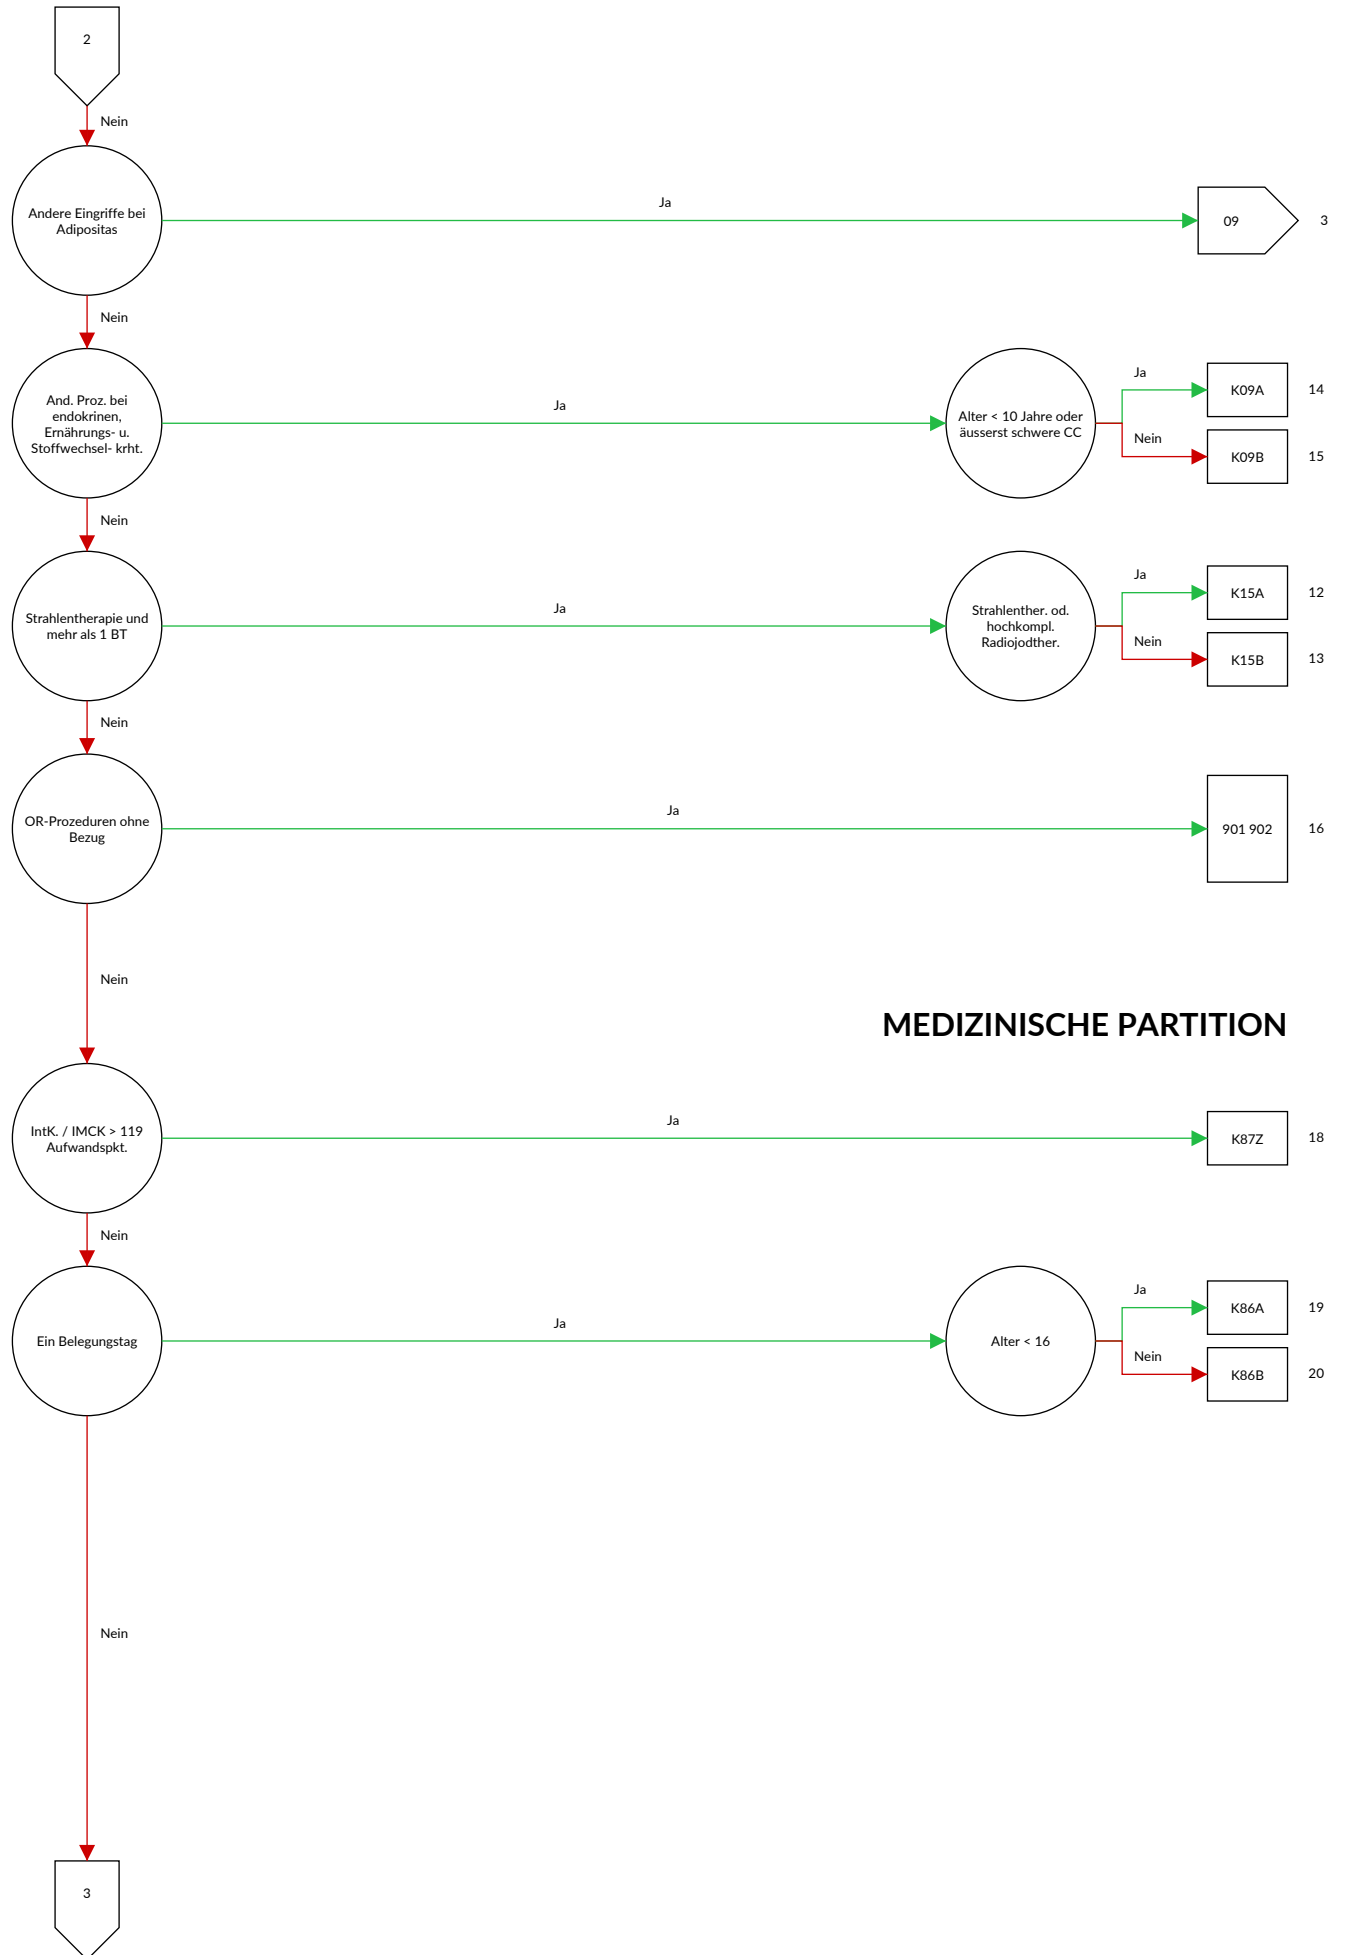 2
Nein
Andere Eingriffe bei
Adipositas
Ja
09
3
Nein
And. Proz. bei
endokrinen,
Ernährungs- u.
Stoffwechsel- krht.
Ja
Alter < 10 Jahre oder
äusserst schwere CC
Ja
K09A
14
Nein
K09B
15
Nein
Strahlentherapie und
mehr als 1 BT
Ja
Strahlenther. od.
hochkompl.
Radiojodther.
Ja
K15A
12
Nein
K15B
13
Nein
OR-Prozeduren ohne
Bezug
Ja
901 902
16
Nein
MEDIZINISCHE PARTITION
IntK. / IMCK > 119
Aufwandspkt.
Ja
K87Z
18
Nein
Ein Belegungstag
Ja
Alter < 16
Ja
K86A
19
Nein
K86B
20
Nein
3